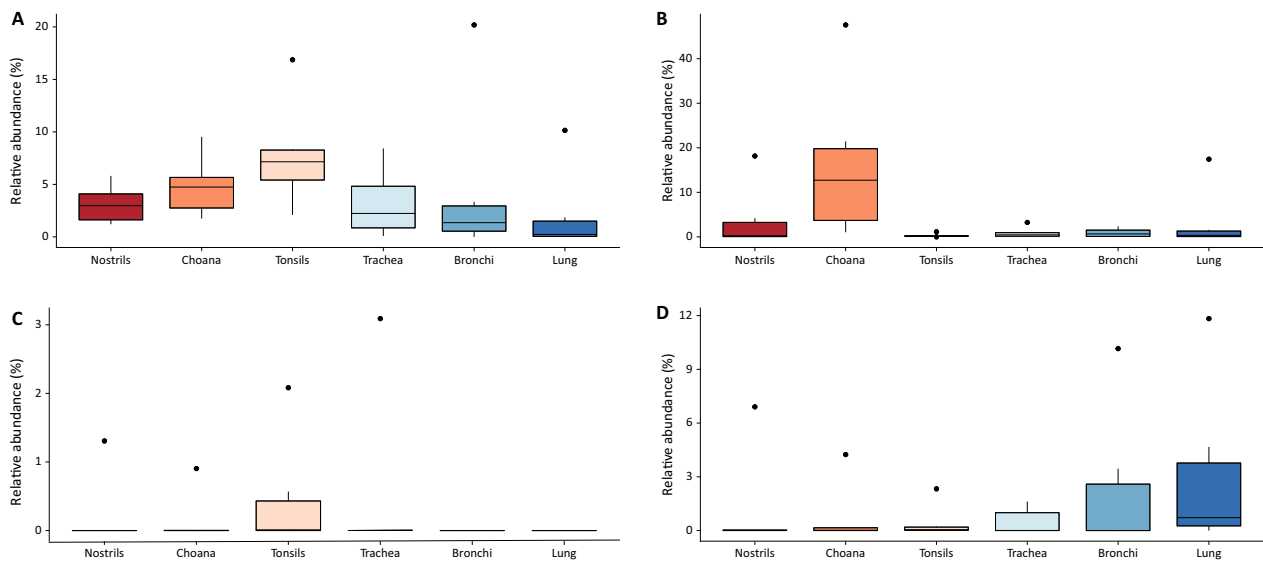 A
Relative abundance (%)
20
15
10
5
0
Nostrils Choana Tonsils Trachea Bronchi Lung
B
Relative abundance (%)
40
30
20
10
0
Nostrils Choana Tonsils Trachea Bronchi Lung
C
Relative abundance (%)
3
2
1
0
Nostrils Choana Tonsils Trachea Bronchi Lung
D
Relative abundance (%)
12
9
6
3
0
Nostrils Choana Tonsils Trachea Bronchi Lung